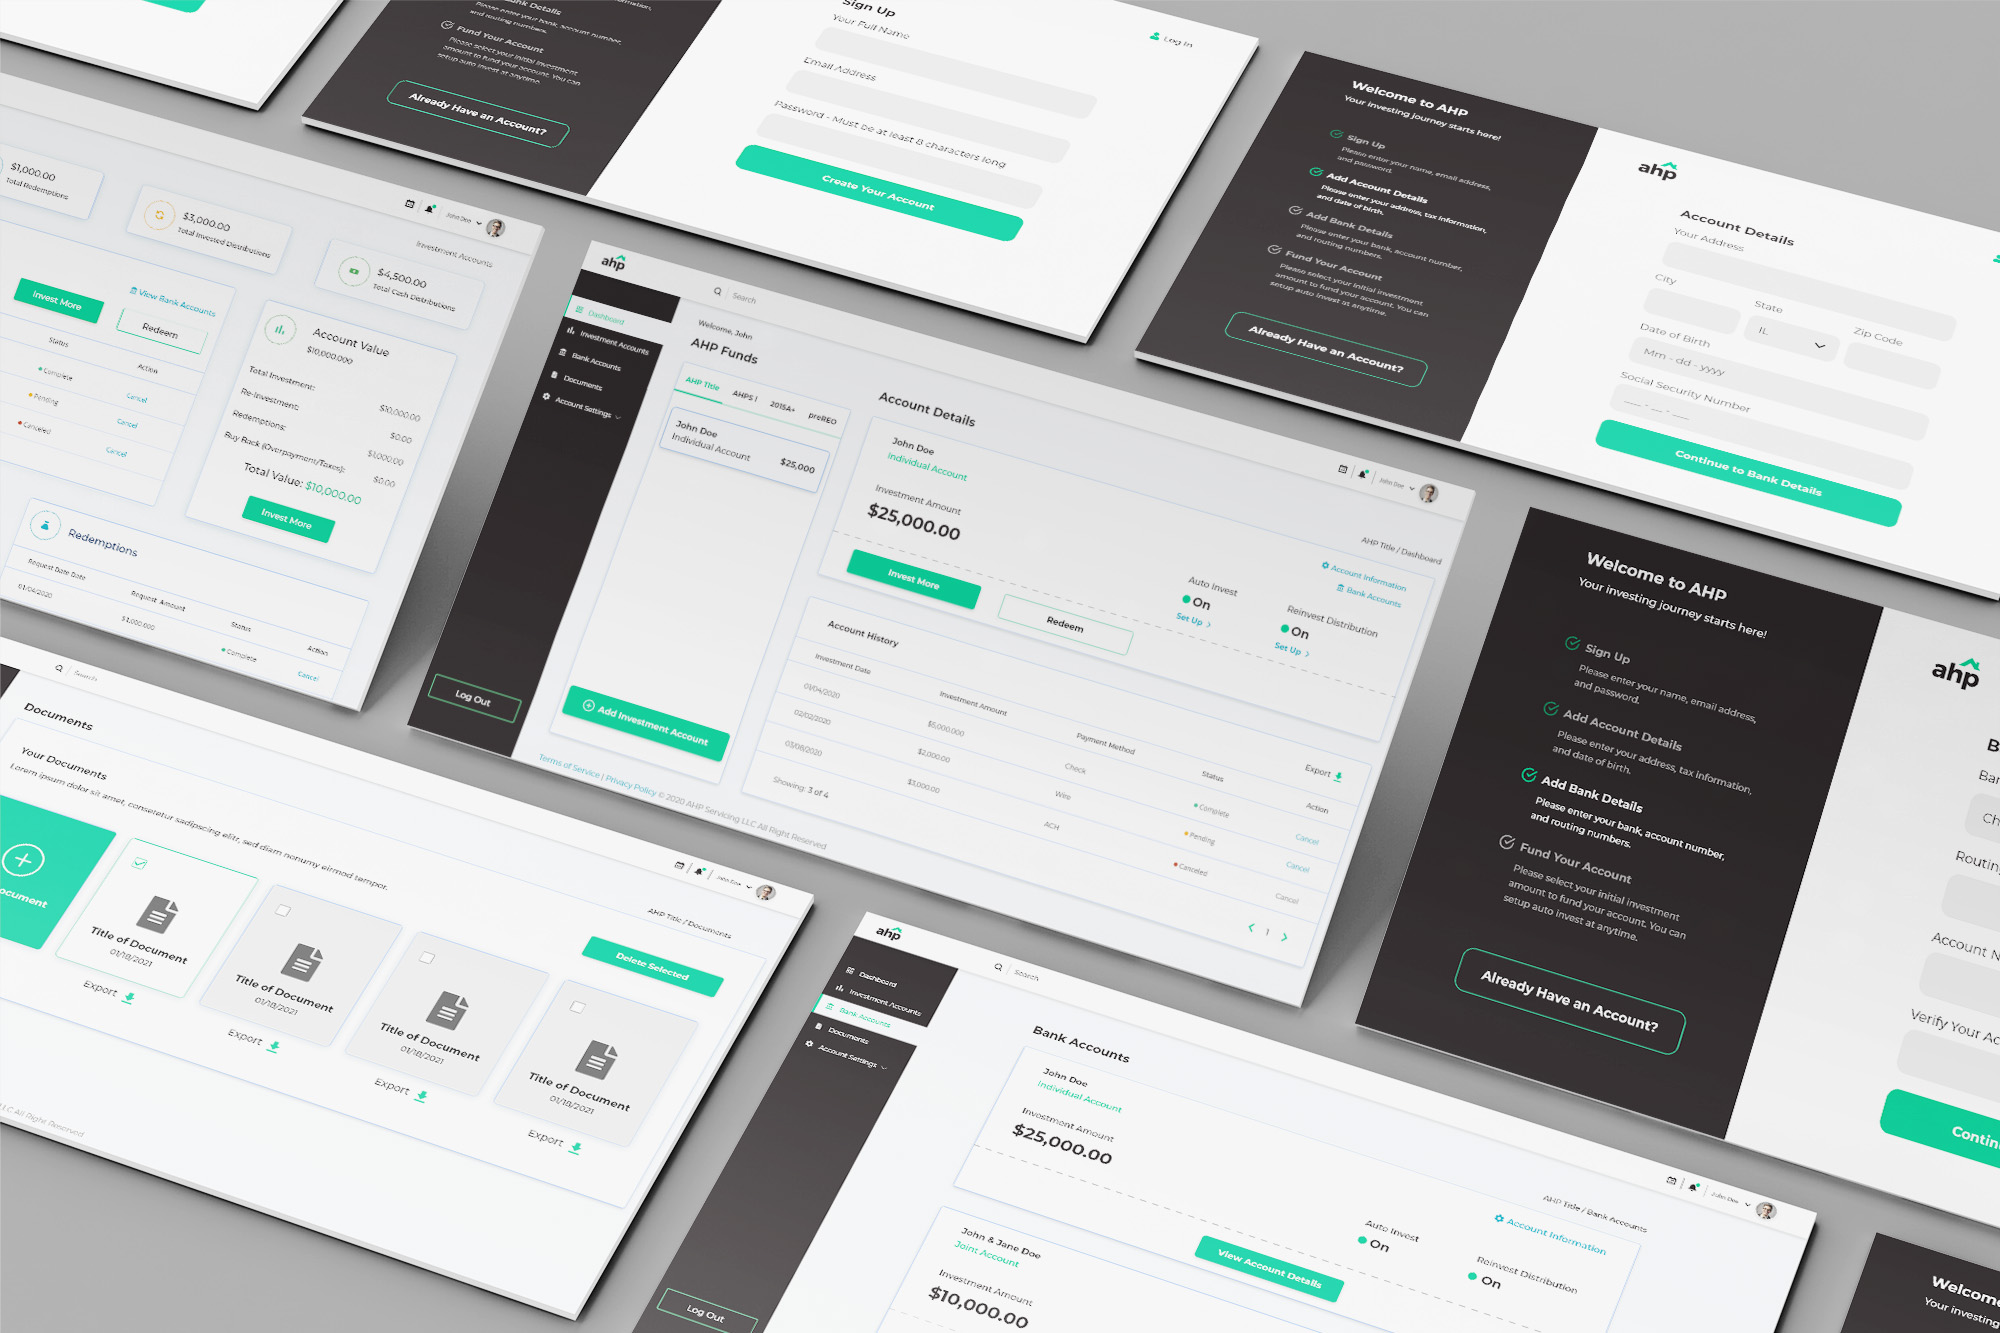 Bank Details
Please enter your bank, account number,
and routing numbers.
Fund Your Account
Please select your initial investment
amount to fund your account. You can
setup auto invest at anytime.
Already Have an Account?
Sign Up
Your Full Name
Email Address
Password - Must be at least 8 characters long
Create Your Account
Log In
Welcome to AHP
Your investing journey starts here!
Sign Up
Please enter your name, email address,
and password.
Add Account Details
Please enter your address, tax information,
and date of birth.
Add Bank Details
Please enter your bank, account number,
and routing numbers.
Fund Your Account
Please select your initial investment
amount to fund your account. You can
setup auto invest at anytime.
Already Have an Account?
ahp
Account Details
Your Address
City
State
IL
Zip Code
Date of Birth
Mm - dd - yyyy
Social Security Number
__ - __ - __
Continue to Bank Details
$1,000.00
Total Redemptions
$3,000.00
Total Invested Distributions
$4,500.00
Total Cash Distributions
John Doe
Investment Accounts
Invest More
View Bank Accounts
Redeem
Status
Action
Complete
Cancel
Pending
Cancel
Canceled
Cancel
Account Value
$10,000.000
Total Investment:
$10,000.00
Re-Investment:
$0.00
Redemptions:
$1,000.00
Buy Back (Overpayment/Taxes):
$0.00
Total Value: $10,000.00
Invest More
Redemptions
Request Date Date
Request Amount
Status
Action
01/04/2020
$1,000.000
Complete
Cancel
ahp
Search
Dashboard
Investment Accounts
Bank Accounts
Documents
Account Settings
Log Out
Welcome, John
AHP Funds
AHP Title
AHPS I
2015A+
preREO
John Doe
Individual Account
$25,000
Add Investment Account
Terms of Service | Privacy Policy © 2020 AHP Servicing LLC All Right Reserved
John Doe
AHP Title / Dashboard
Account Details
John Doe
Individual Account
Investment Amount
$25,000.00
Invest More
Redeem
Auto Invest
On
Set Up >
Reinvest Distribution
On
Set Up >
Account Information
Bank Accounts
Account History
Investment Date
Investment Amount
Payment Method
Status
Export
Action
01/04/2020
$5,000.000
Check
Complete
Cancel
02/02/2020
$2,000.00
Wire
Pending
Cancel
03/08/2020
$3,000.00
ACH
Canceled
Cancel
Showing: 3 of 4
< 1 >
Welcome to AHP
Your investing journey starts here!
Sign Up
Please enter your name, email address,
and password.
Add Account Details
Please enter your address, tax information,
and date of birth.
Add Bank Details
Please enter your bank, account number,
and routing numbers.
Fund Your Account
Please select your initial investment
amount to fund your account. You can
setup auto invest at anytime.
Already Have an Account?
ahp
B
Bar
Ch
Routin
Account N
Verify Your Ac
Contin
Search
Documents
Your Documents
Lorem ipsum dolor sit amet, consetetur sadipscing elitr, sed diam nonumy eirmod tempor.
John Doe
AHP Title / Documents
Delete Selected
ocument
Title of Document
01/18/2021
Export
Title of Document
01/18/2021
Export
Title of Document
01/18/2021
Export
Title of Document
01/18/2021
Export
LC All Right Reserved
ahp
Search
Dashboard
Investment Accounts
Bank Accounts
Documents
Account Settings
Log Out
Bank Accounts
John Doe
Individual Account
Investment Amount
$25,000.00
John Doe
AHP Title / Bank Accounts
Account Information
Auto Invest
On
Reinvest Distribution
On
View Account Details
John & Jane Doe
Joint Account
Investment Amount
$10,000.00
Welcome
Your investing